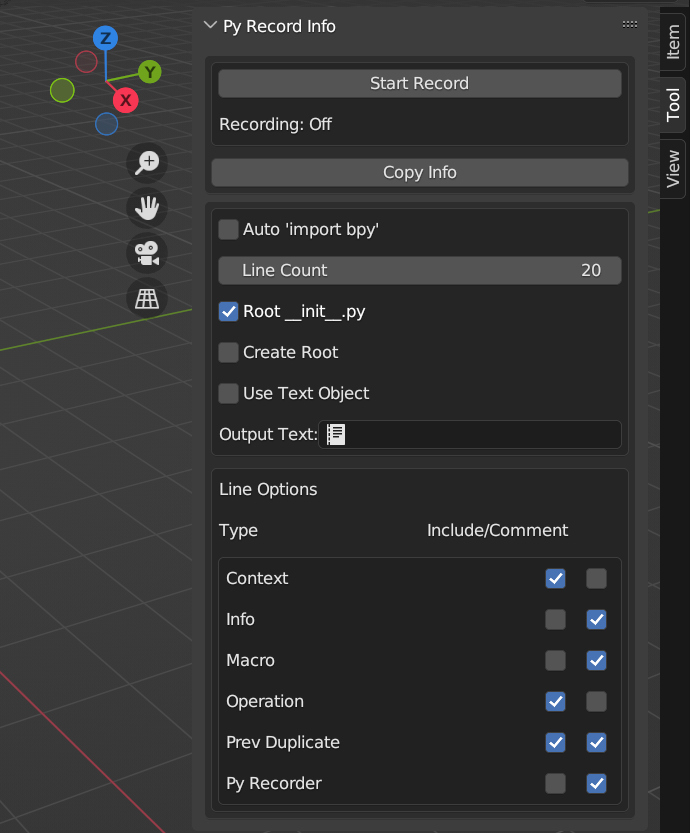 Py Record Info
Z
Y
X
Item
Tool
View
Start Record
Recording: Off
Copy Info
Auto 'import bpy'
Line Count 20
Root __init__.py
Create Root
Use Text Object
Output Text:
Line Options
Type Include/Comment
Context
Info
Macro
Operation
Prev Duplicate
Py Recorder